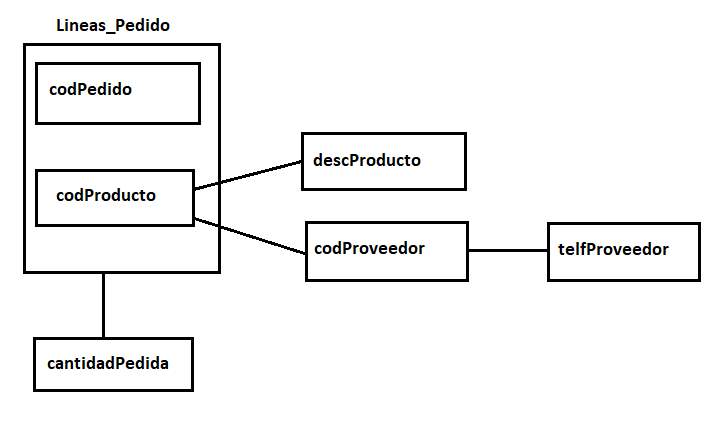 Lineas_Pedido
codPedido
codProducto
descProducto
codProveedor
telfProveedor
cantidadPedida